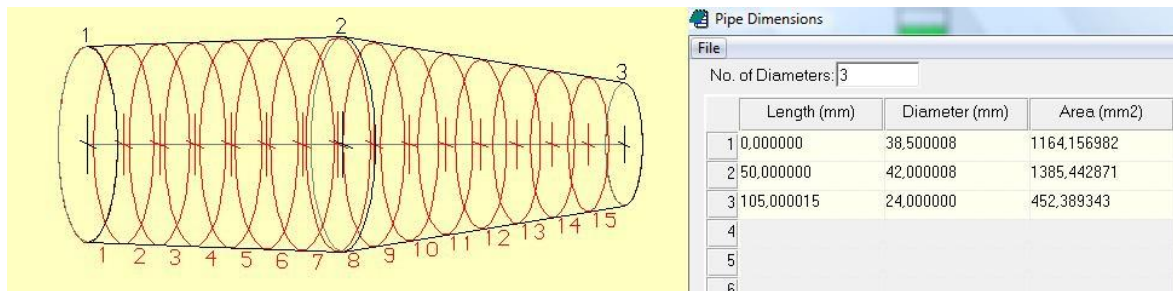 1
2
3
1 2 3 4 5 6 7 8 9 10 11 12 13 14 15
Pipe Dimensions
File
No. of Diameters: 3
Length (mm) Diameter (mm) Area (mm2)
1 0,000000 38,500008 1164,156982
2 50,000000 42,000008 1385,442871
3 105,000015 24,000000 452,389343
4
5
6